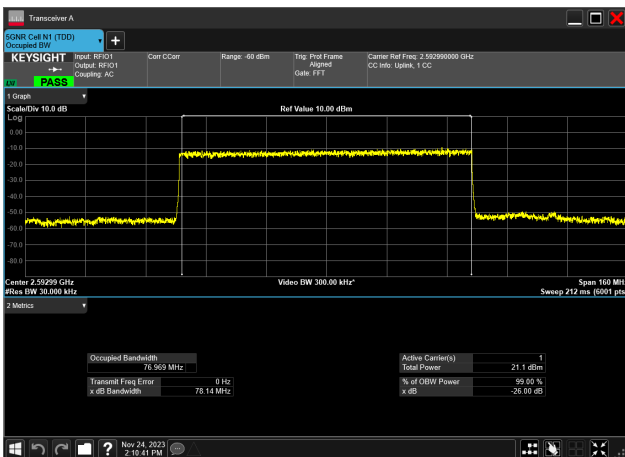 Transceiver A
5GNR Cell N1 (TDD)
Occupied BW
KEYSIGHT
Input: RFIO1
Output: RFIO1
Coupling: AC
Corr CCorr
Range: -60 dBm
Trig: Prot Frame
Aligned
Gate: FFT
Carrier Ref Freq: 2.592990000 GHz
CC Info: Uplink, 1 CC
PASS
1 Graph
Scale/Div 10.0 dB
Ref Value 10.00 dBm
Log
0.00
-10.0
-20.0
-30.0
-40.0
-50.0
-60.0
-70.0
-80.0
Center 2.59299 GHz
Video BW 300.00 kHz*
Span 160 MH
#Res BW 30.000 kHz
Sweep 212 ms (6001 pts
2 Metrics
Occupied Bandwidth
76.969 MHz
Transmit Freq Error 0 Hz
x dB Bandwidth 78.14 MHz
Active Carrier(s) 1
Total Power 21.1 dBm
% of OBW Power 99.00 %
x dB -26.00 dB
?
Nov 24, 2023
2:10:41 PM